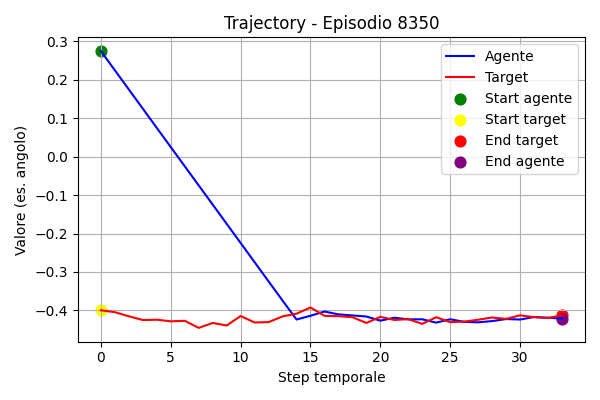 Trajectory - Episodio 8350
Valore (es. angolo)
0.3
0.2
0.1
0.0
−0.1
−0.2
−0.3
−0.4
Agente
Target
Start agente
Start target
End target
End agente
0 5 10 15 20 25 30
Step temporale